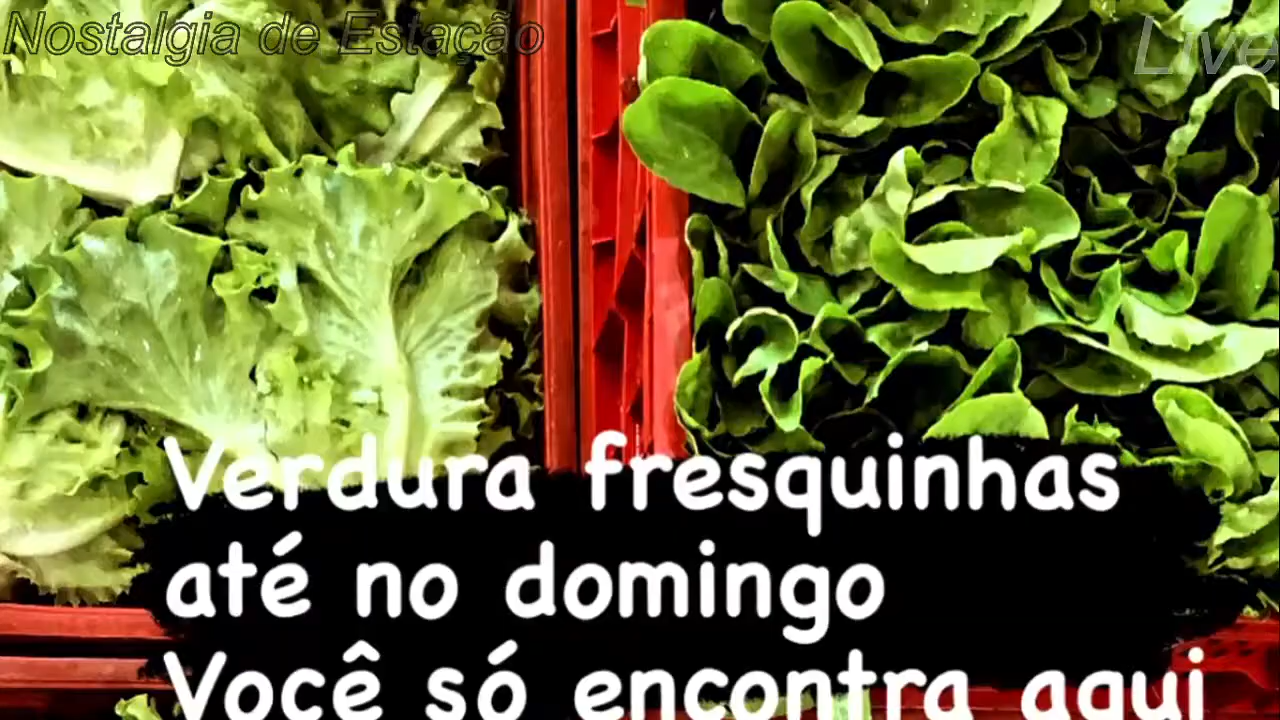 Nostalgia de Estação
Live
Verdura fresquinhas
até no domingo
Você só encontra aqui